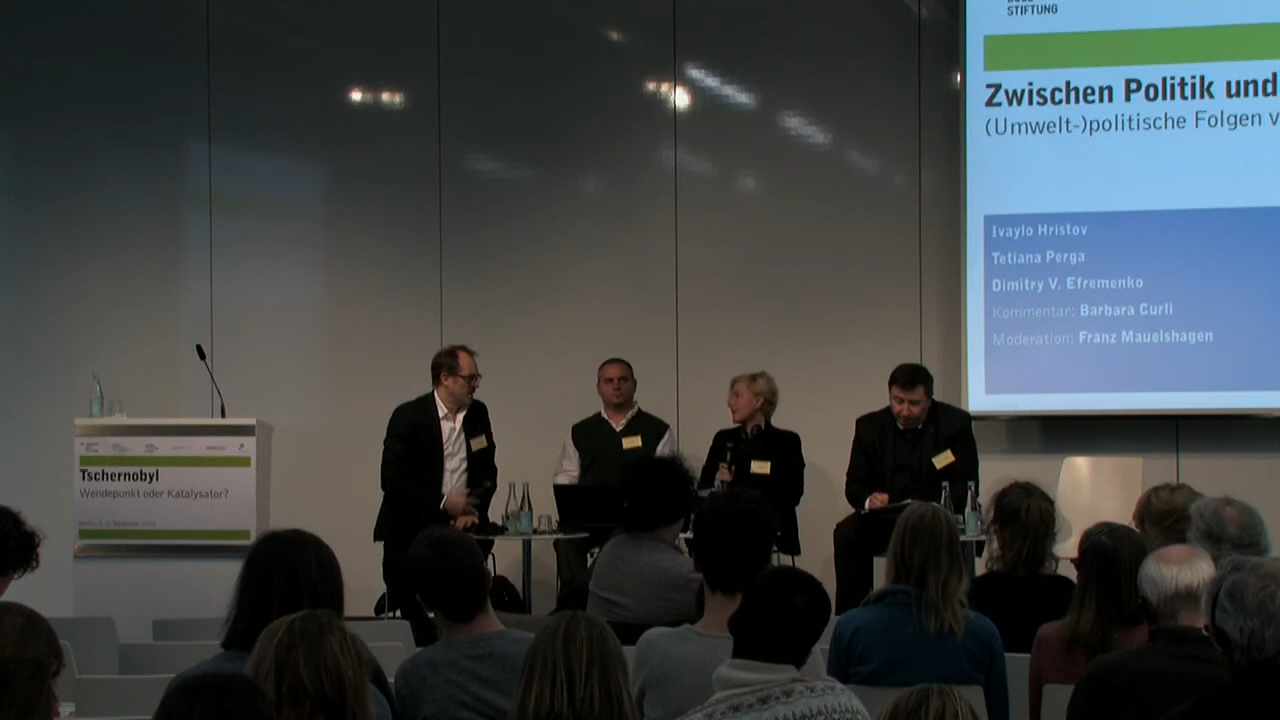 STIFTUNG
Zwischen Politik und
(Umwelt-)politische Folgen v
Ivaylo Hristov
Tetiana Perga
Dimitry V. Efremenko
Kommentar: Barbara Curli
Moderation: Franz Mauelshagen
Tschernobyl
Wendepunkt oder Katalysator?